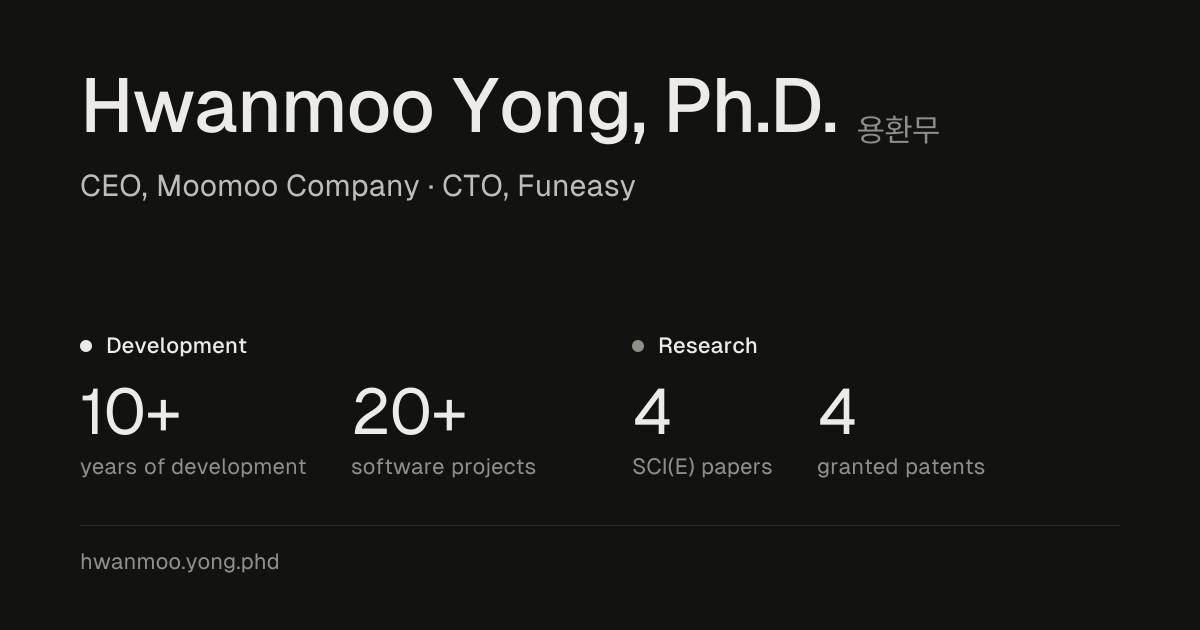 Hwanmoo Yong, Ph.D. 용환무
CEO, Moomoo Company · CTO, Funeasy
Development
10+ 20+
years of development software projects
Research
4 4
SCI(E) papers granted patents
hwanmoo.yong.phd